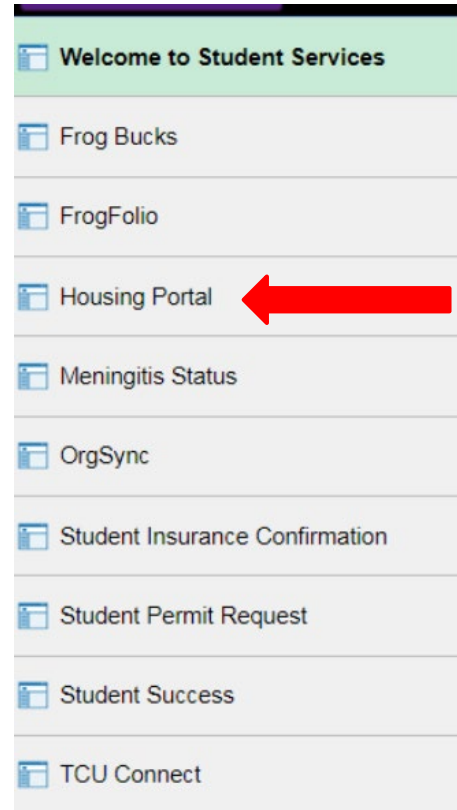 Welcome to Student Services
Frog Bucks
FrogFolio
Housing Portal
Meningitis Status
OrgSync
Student Insurance Confirmation
Student Permit Request
Student Success
TCU Connect